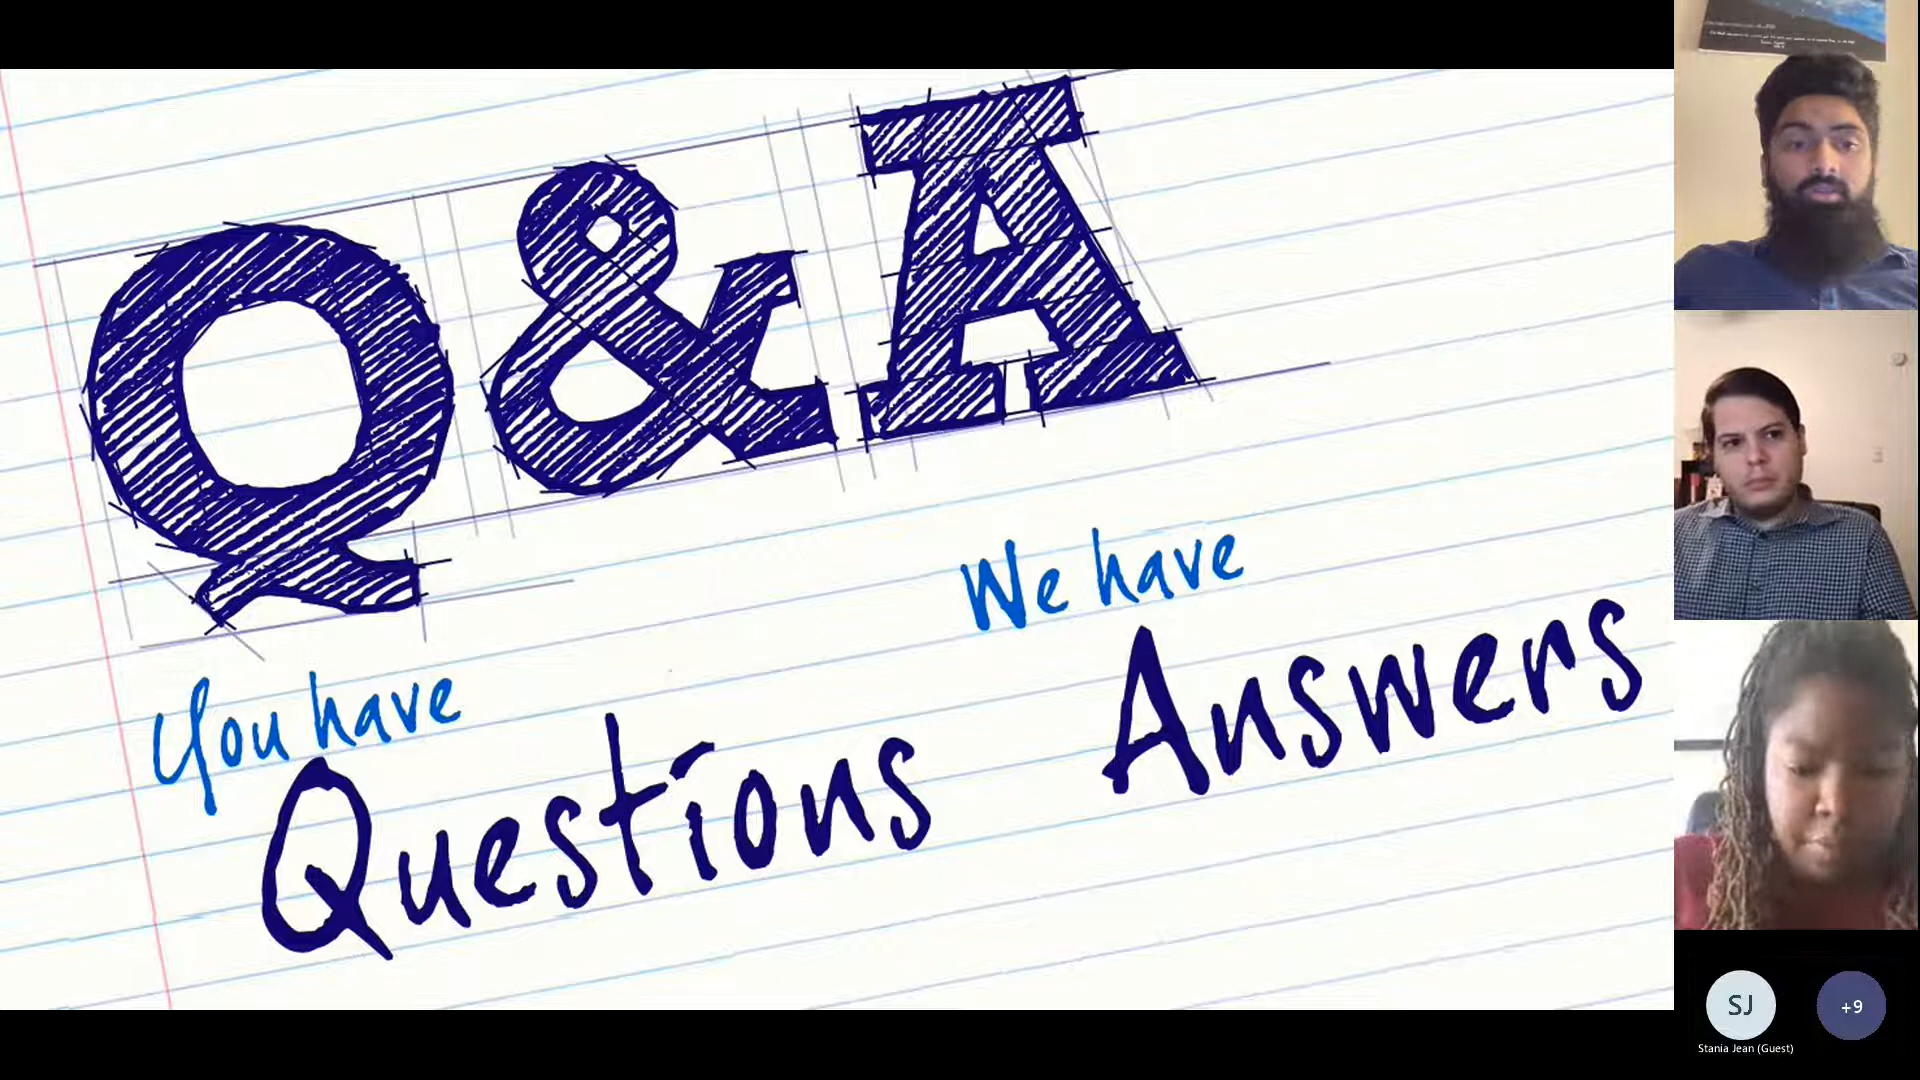 Q&A
You have
Questions
We have
Answers
SJ
+9
Stania Jean (Guest)